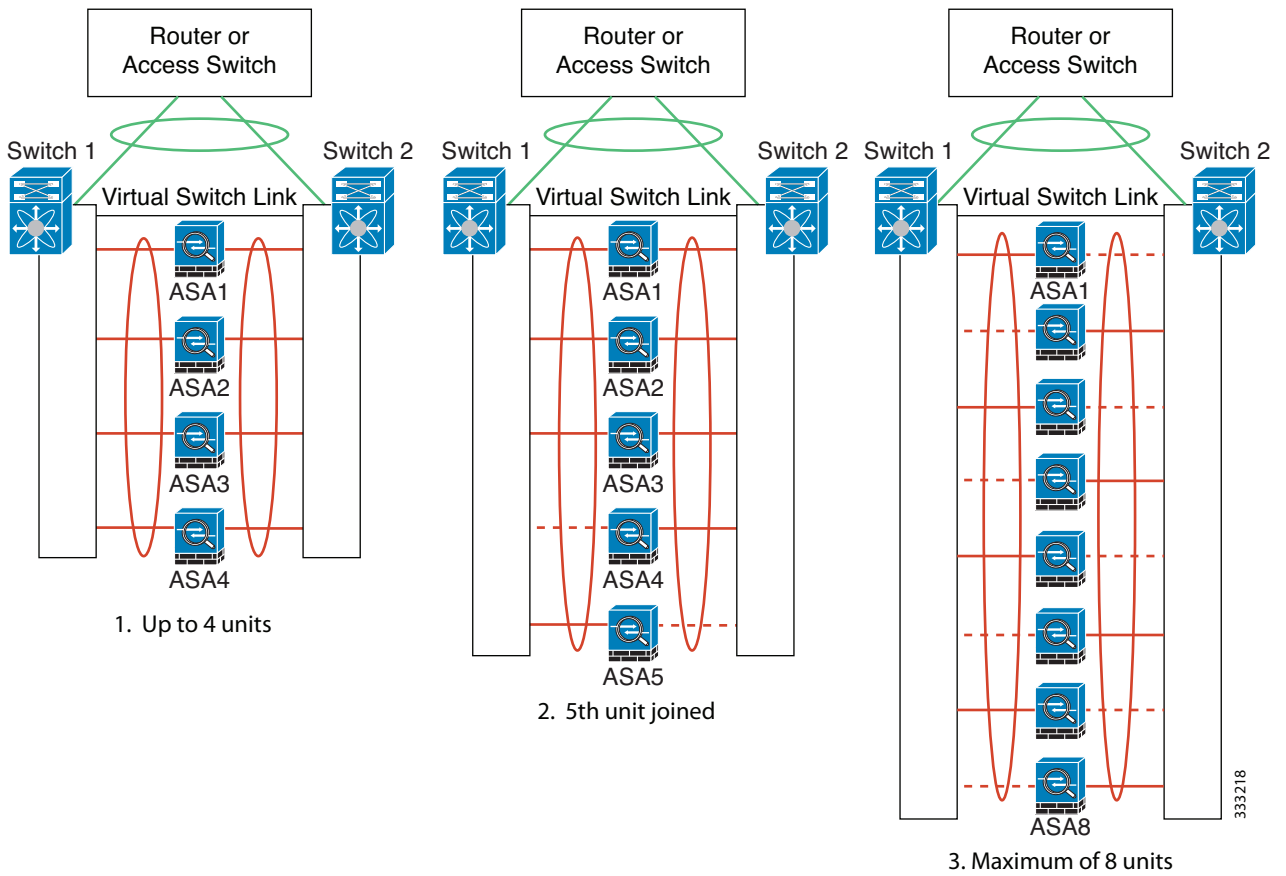 Router or
Access Switch
Switch 1
Switch 2
Virtual Switch Link
ASA1
ASA2
ASA3
ASA4
1. Up to 4 units
Router or
Access Switch
Switch 1
Switch 2
Virtual Switch Link
ASA1
ASA2
ASA3
ASA4
ASA5
2. 5th unit joined
Router or
Access Switch
Switch 1
Switch 2
Virtual Switch Link
ASA1
ASA8
3. Maximum of 8 units
333218